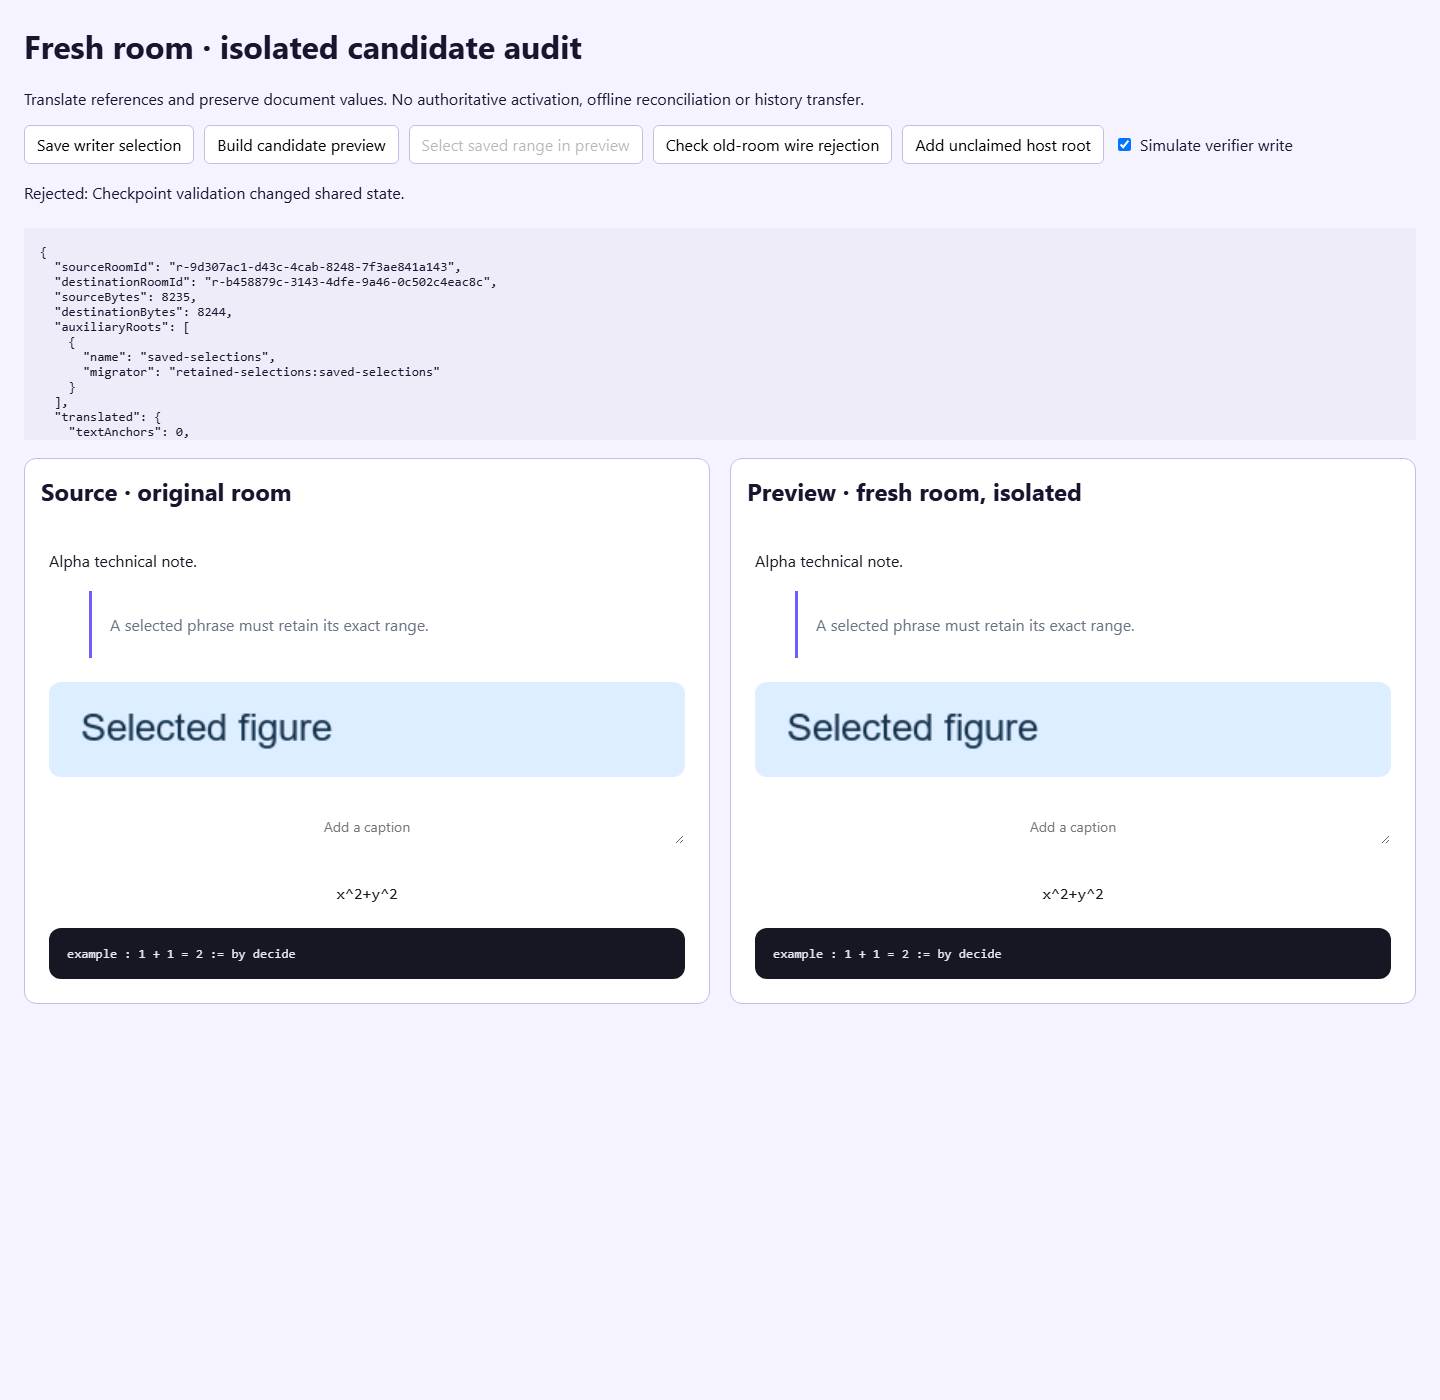 Fresh room · isolated candidate audit
Translate references and preserve document values. No authoritative activation, offline reconciliation or history transfer.
Save writer selection
Build candidate preview
Select saved range in preview
Check old-room wire rejection
Add unclaimed host root
Simulate verifier write
Rejected: Checkpoint validation changed shared state.
{
  "sourceRoomId": "r-9d307ac1-d43c-4cab-8248-7f3ae841a143",
  "destinationRoomId": "r-b458879c-3143-4dfe-9a46-0c502c4eac8c",
  "sourceBytes": 8235,
  "destinationBytes": 8244,
  "auxiliaryRoots": [
    {
      "name": "saved-selections",
      "migrator": "retained-selections:saved-selections"
    }
  ],
  "translated": {
    "textAnchors": 0,
Source · original room
Alpha technical note.
A selected phrase must retain its exact range.
Selected figure
Add a caption
x^2+y^2
example : 1 + 1 = 2 := by decide
Preview · fresh room, isolated
Alpha technical note.
A selected phrase must retain its exact range.
Selected figure
Add a caption
x^2+y^2
example : 1 + 1 = 2 := by decide